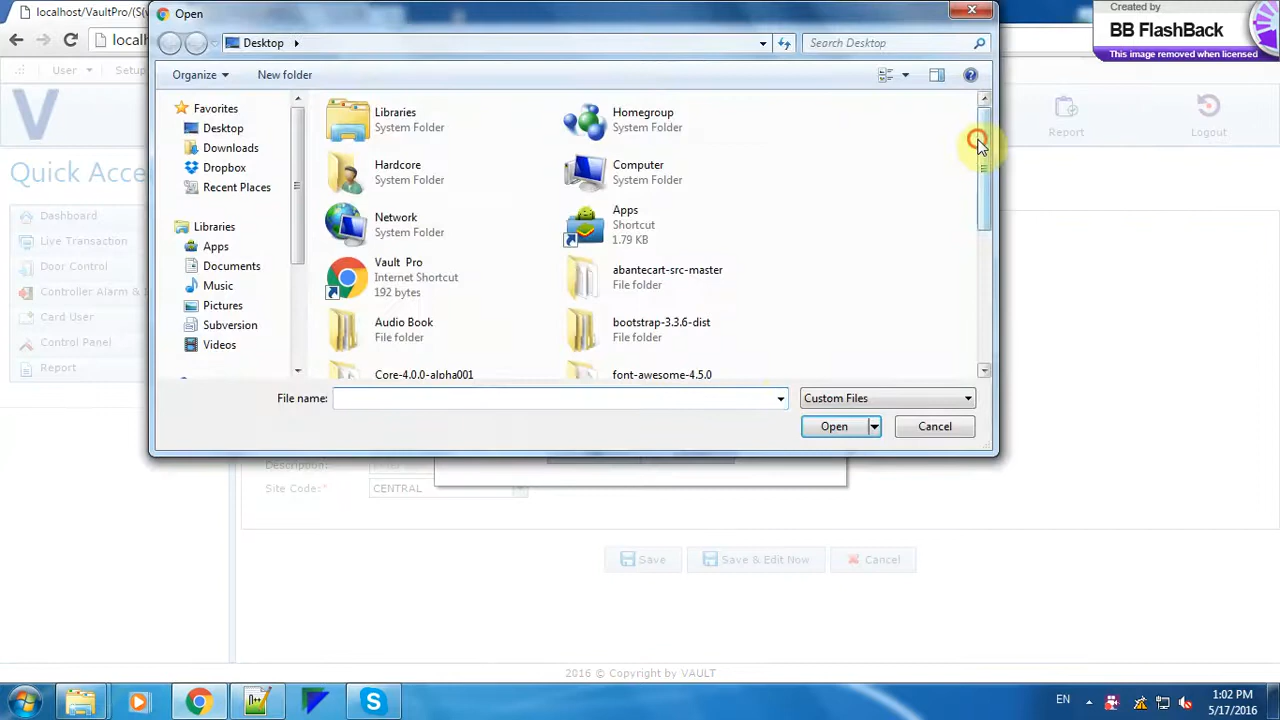 Open
Created by
BB FlashBack
This image removed when licensed
localhost/VaultPro/(S(
Desktop
Search Desktop
User
Setup
Organize
New folder
V
Favorites
Desktop
Downloads
Dropbox
Recent Places
Libraries
Apps
Documents
Music
Pictures
Subversion
Videos
Libraries
System Folder
Homegroup
System Folder
Hardcore
System Folder
Computer
System Folder
Network
System Folder
Apps
Shortcut
1.79 KB
Vault Pro
Internet Shortcut
192 bytes
abantecart-src-master
File folder
Audio Book
File folder
bootstrap-3.3.6-dist
File folder
Core-4.0.0-alpha001
font-awesome-4.5.0
Report
Logout
Quick Acce
Dashboard
Live Transaction
Door Control
Controller Alarm &
Card User
Control Panel
Report
File name:
Custom Files
Open
Cancel
Description:
Site Code:*
CENTRAL
Save
Save & Edit Now
Cancel
2016 © Copyright by VAULT
EN
1:02 PM
5/17/2016